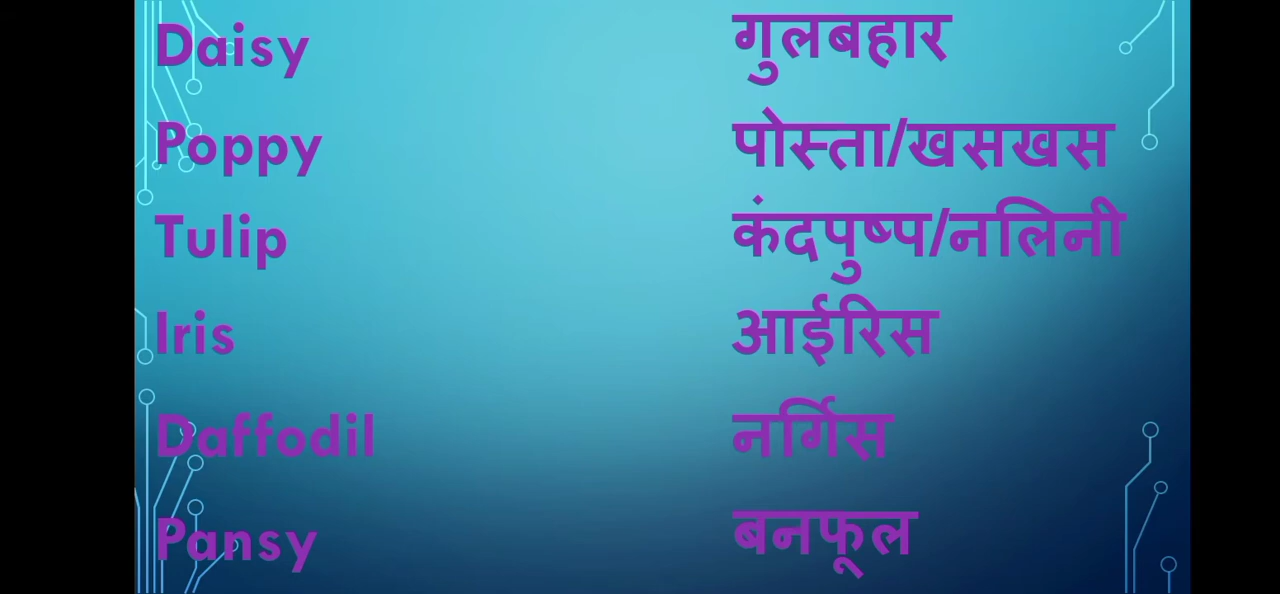 Daisy गुलबहार
Poppy पोस्ता/खसखस
Tulip कंदपुष्प/नलिनी
Iris आईरिस
Daffodil नर्गिस
Pansy बनफूल